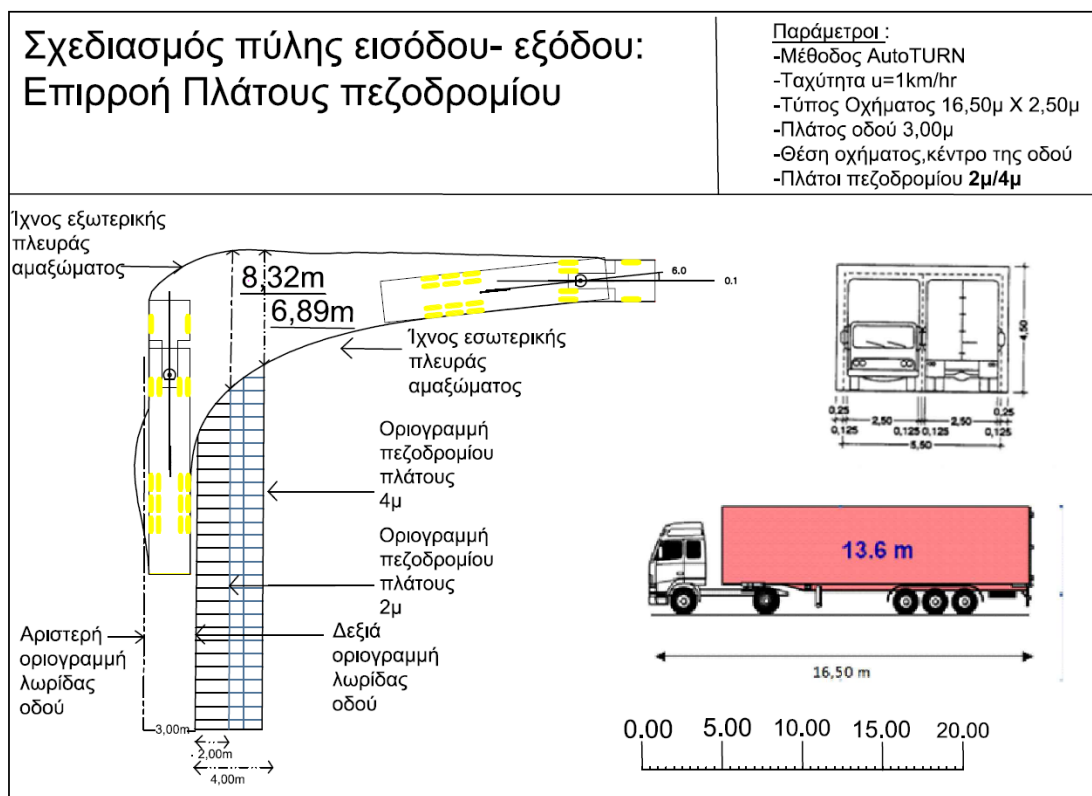 Σχεδιασμός πύλης εισόδου- εξόδου:
Επιρροή Πλάτους πεζοδρομίου
Παράμετροι :
-Μέθοδος AutoTURN
-Ταχύτητα u=1km/hr
-Τύπος Οχήματος 16,50μ Χ 2,50μ
-Πλάτος οδού 3,00μ
-Θέση οχήματος,κέντρο της οδού
-Πλάτοι πεζοδρομίου 2μ/4μ
Ίχνος εξωτερικής
πλευράς
αμαξώματος
8,32m
6,89m
6.0
0.1
Ίχνος εσωτερικής
πλευράς
αμαξώματος
Οριογραμμή
πεζοδρομίου
πλάτους
4μ
Οριογραμμή
πεζοδρομίου
πλάτους
2μ
Αριστερή
οριογραμμή
λωρίδας
οδού
Δεξιά
οριογραμμή
λωρίδας
οδού
3,00m
2,00m
4,00m
4,50
0,25
0,125
2,50
0,125
0,125
2,50
0,25
0,125
5,50
13.6 m
16,50 m
0.00 5.00 10.00 15.00 20.00